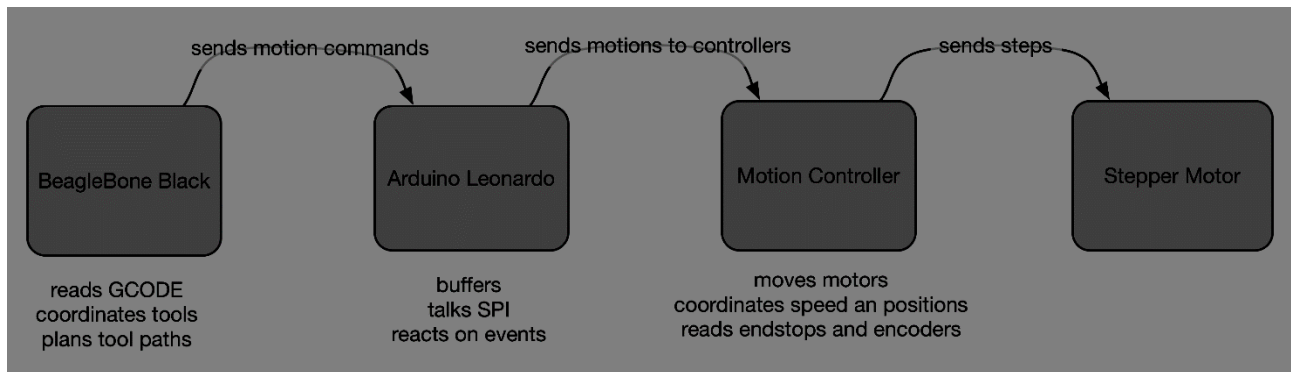 sends motion commands
sends motions to controllers
sends steps
BeagleBone Black
Arduino Leonardo
Motion Controller
Stepper Motor
reads GCODE
coordinates tools
plans tool paths
buffers
talks SPI
reacts on events
moves motors
coordinates speed an positions
reads endstops and encoders